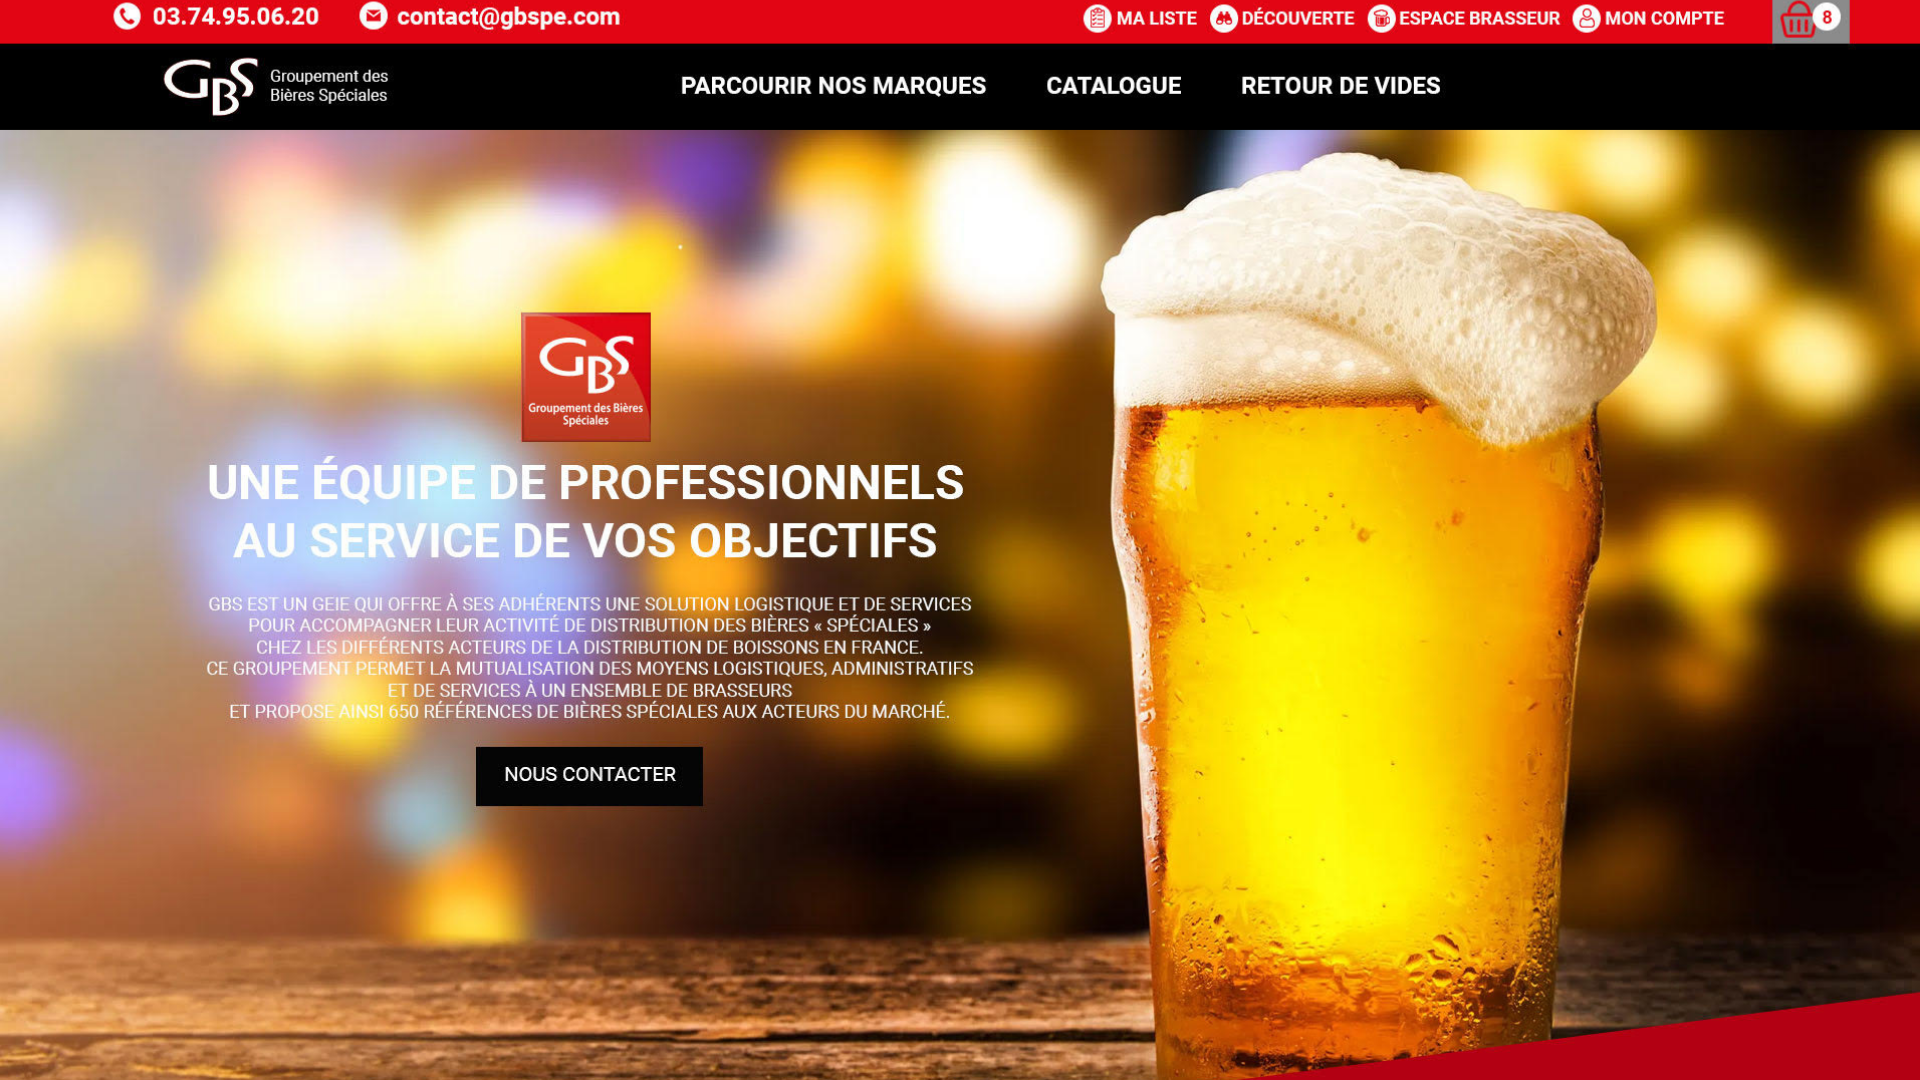 03.74.95.06.20
contact@gbspe.com
MA LISTE
DÉCOUVERTE
ESPACE BRASSEUR
MON COMPTE
8
GBS
Groupement des
Bières Spéciales
PARCOURIR NOS MARQUES
CATALOGUE
RETOUR DE VIDES
GBS
Groupement des Bières
Spéciales
UNE ÉQUIPE DE PROFESSIONNELS
AU SERVICE DE VOS OBJECTIFS
GBS EST UN GEIE QUI OFFRE À SES ADHÉRENTS UNE SOLUTION LOGISTIQUE ET DE SERVICES
POUR ACCOMPAGNER LEUR ACTIVITÉ DE DISTRIBUTION DES BIÈRES « SPÉCIALES »
CHEZ LES DIFFÉRENTS ACTEURS DE LA DISTRIBUTION DE BOISSONS EN FRANCE.
CE GROUPEMENT PERMET LA MUTUALISATION DES MOYENS LOGISTIQUES, ADMINISTRATIFS
ET DE SERVICES À UN ENSEMBLE DE BRASSEURS
ET PROPOSE AINSI 650 RÉFÉRENCES DE BIÈRES SPÉCIALES AUX ACTEURS DU MARCHÉ.
NOUS CONTACTER